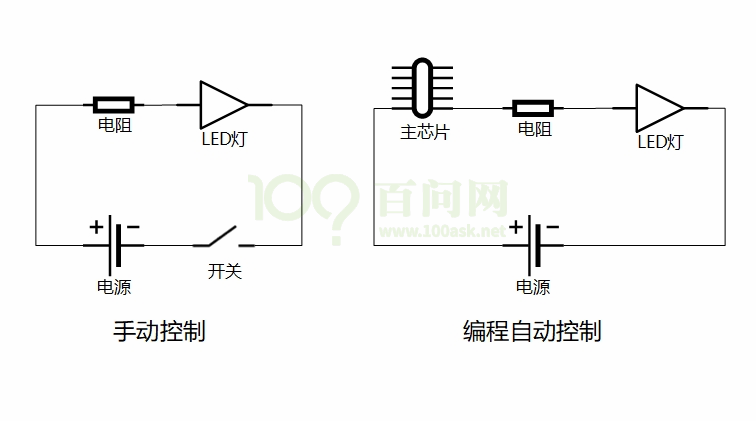 电阻
LED灯
+ −
电源
开关
手动控制
主芯片
电阻
LED灯
+ −
电源
编程自动控制
100?
百问网
www.100ask.net